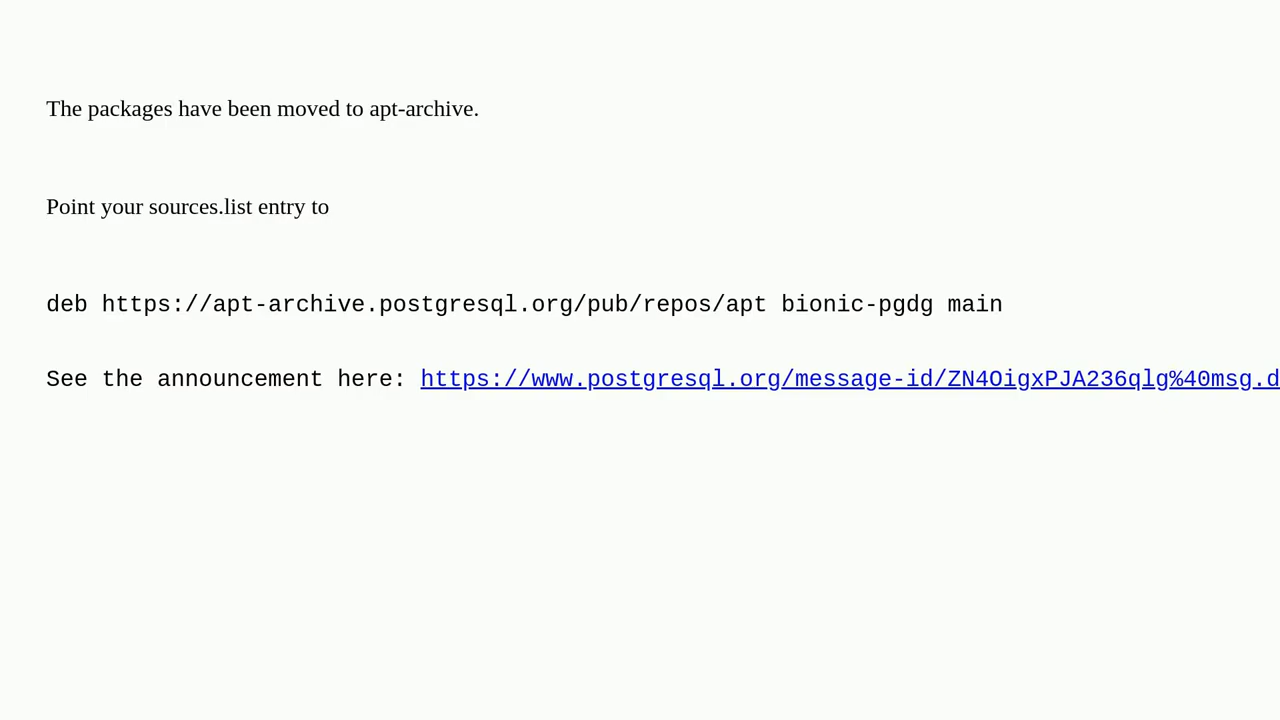 The packages have been moved to apt-archive.
Point your sources.list entry to
deb https://apt-archive.postgresql.org/pub/repos/apt bionic-pgdg main
See the announcement here: https://www.postgresql.org/message-id/ZN4OigxPJA236qlg%40msg.d